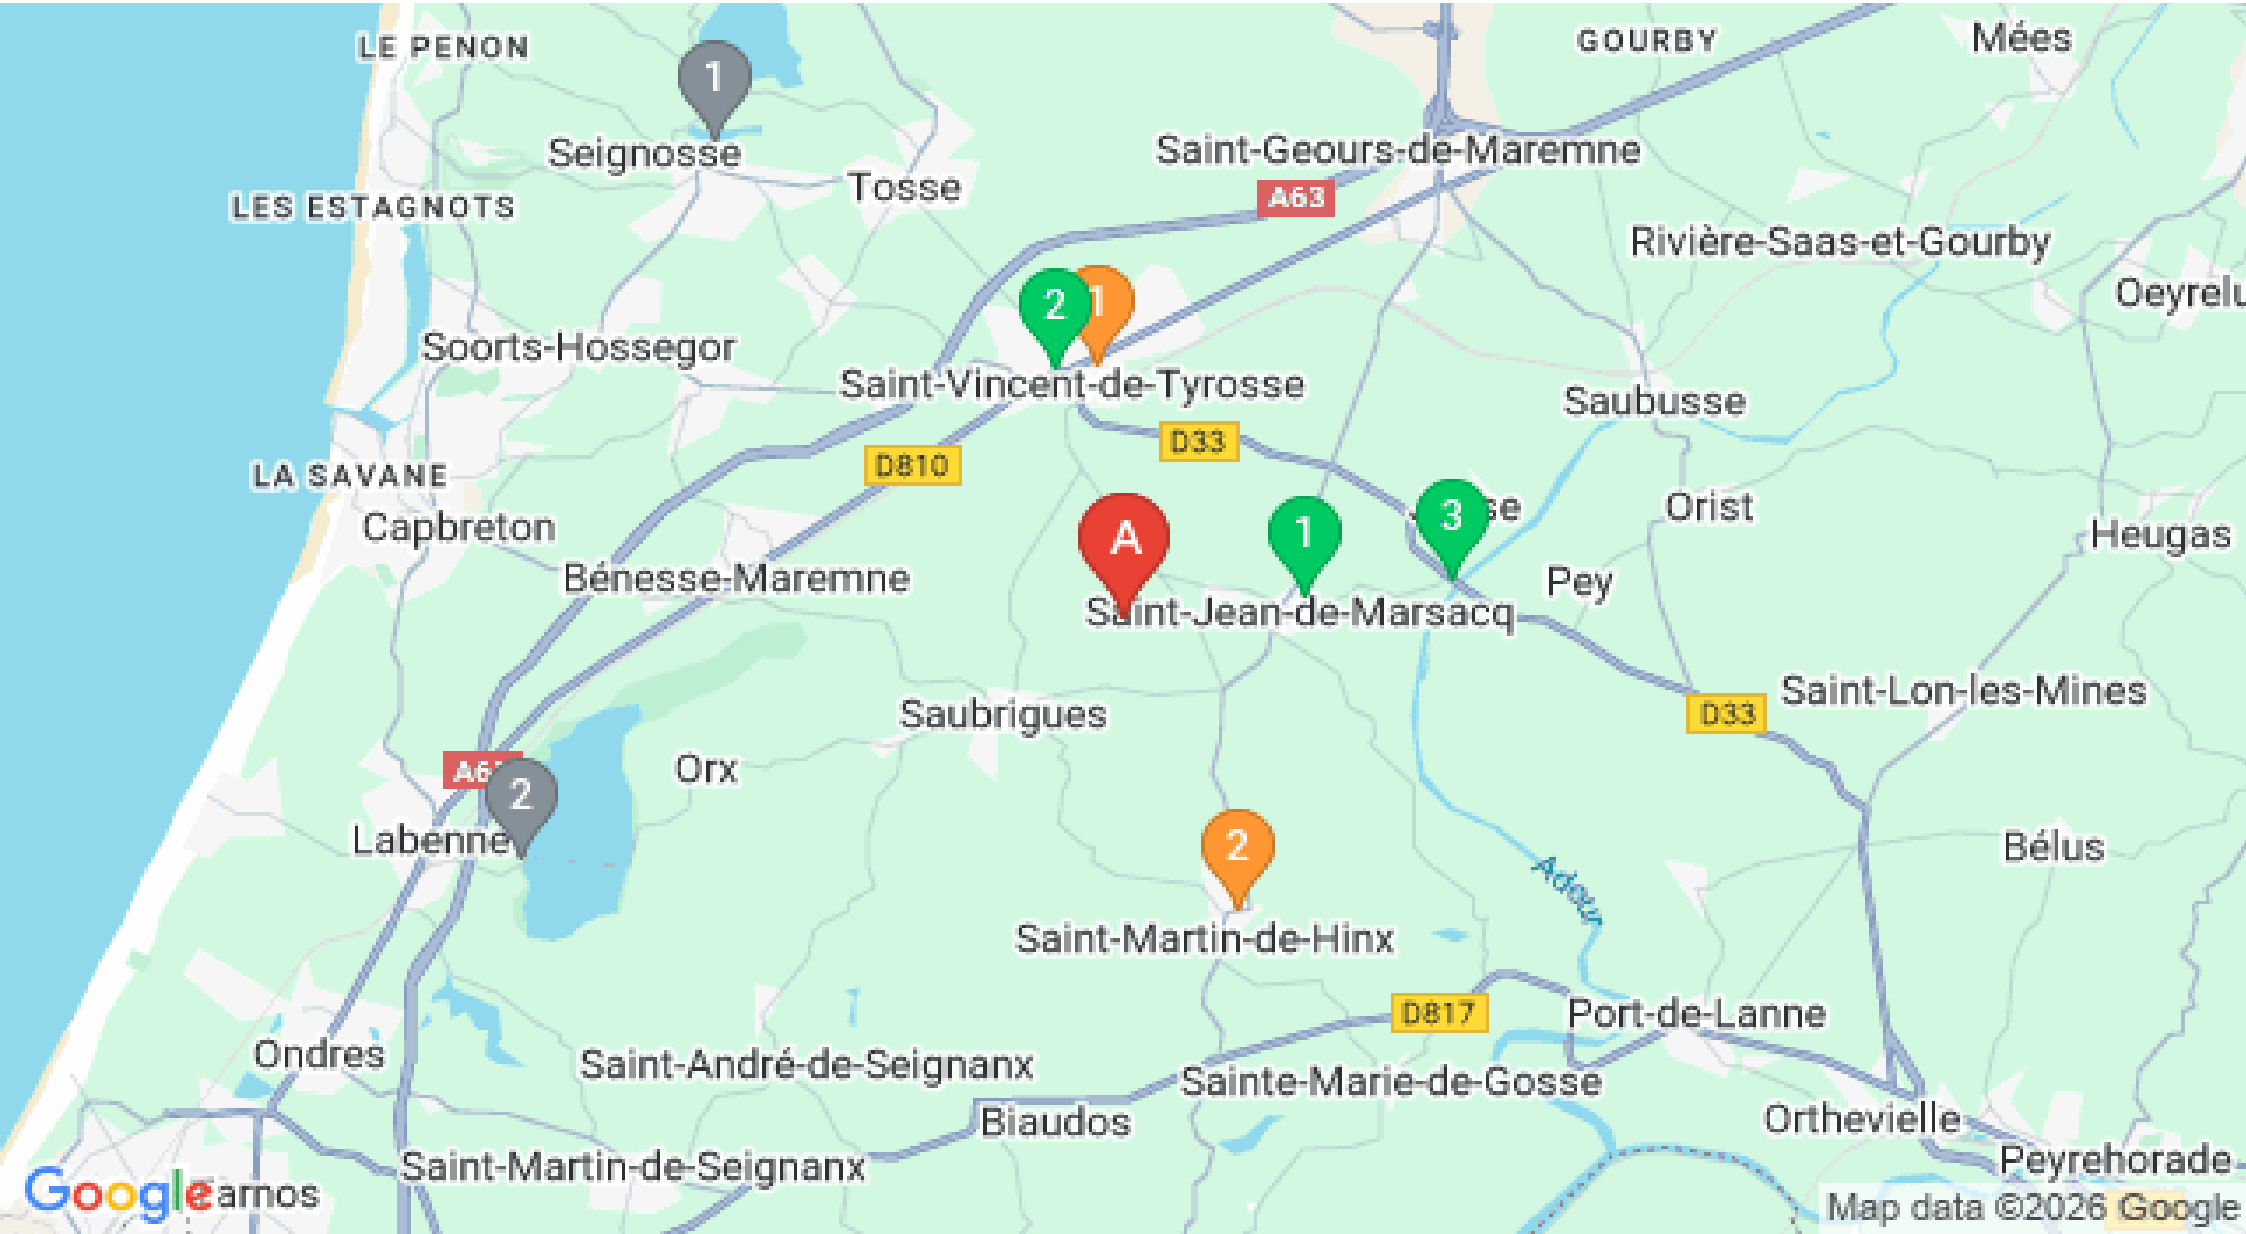 LE PENON
GOURBY
Mées
1
Seignosse
Saint-Geours-de-Maremne
Tosse
A63
LES ESTAGNOTS
Rivière-Saas-et-Gourby
Oeyrelu
2
1
Soorts-Hossegor
Saint-Vincent-de-Tyrosse
Saubusse
D33
D810
LA SAVANE
Capbreton
A
1
3
se
Orist
Heugas
Bénesse-Maremne
Pey
Saint-Jean-de-Marsacq
Saint-Lon-les-Mines
Saubrigues
D33
Orx
A63
2
Labenne
2
Bélus
Adour
Saint-Martin-de-Hinx
D817
Port-de-Lanne
Ondres
Saint-André-de-Seignanx
Sainte-Marie-de-Gosse
Biaudos
Orthevielle
Saint-Martin-de-Seignanx
Peyrehorade
Google
arnos
Map data ©2026 Google